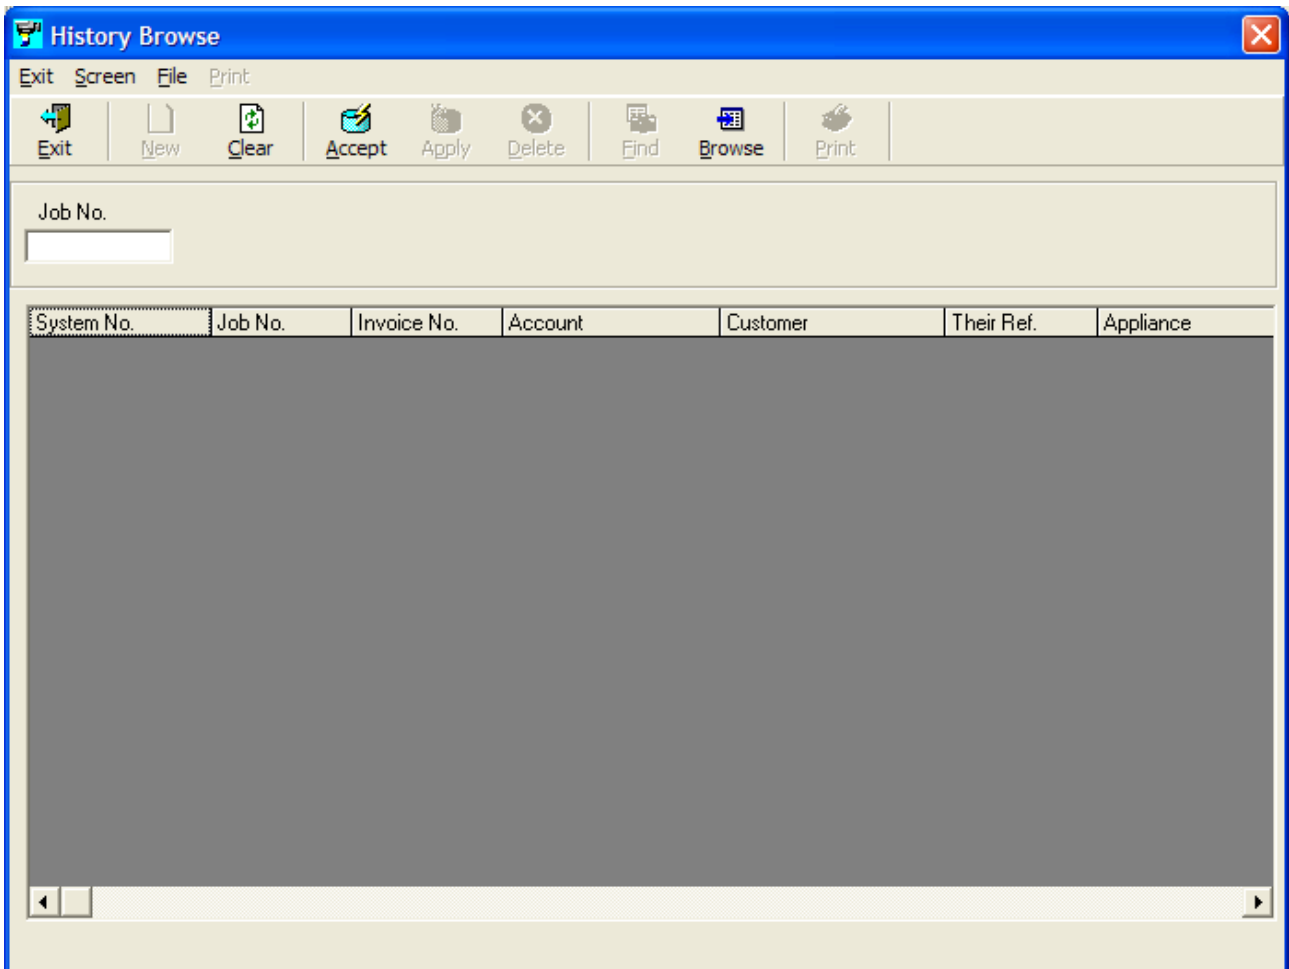 History Browse
Exit Screen File Print
Exit New Clear Accept Apply Delete Find Browse Print
Job No.
System No. Job No. Invoice No. Account Customer Their Ref. Appliance